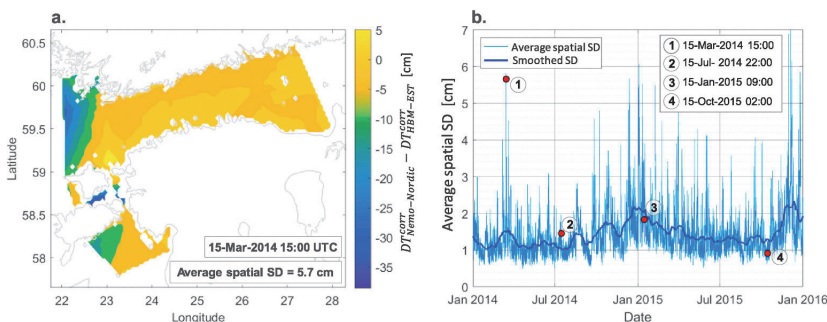 a.
60.5
60
59.5
59
58.5
58
Latitude
22 23 24 25 26 27 28
Longitude
15-Mar-2014 15:00 UTC
Average spatial SD = 5.7 cm
5
0
-5
-10
-15
-20
-25
-30
-35
DT^corr_Nemo-Nordic − DT^corr_HBM-EST [cm]
b.
7
6
5
4
3
2
1
0
Average spatial SD [cm]
Average spatial SD
Smoothed SD
1 15-Mar-2014 15:00
2 15-Jul- 2014 22:00
3 15-Jan-2015 09:00
4 15-Oct-2015 02:00
1
2
3
4
Jan 2014 Jul 2014 Jan 2015 Jul 2015 Jan 2016
Date